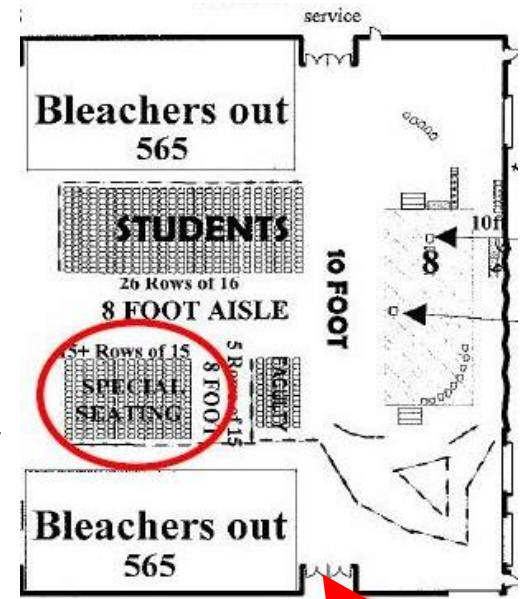 service
Bleachers out
565
STUDENTS
26 Rows of 16
8 FOOT AISLE
10 FOOT
10ft
8
15+ Rows of 15
SPECIAL
SEATING
8 FOOT
5 Rows of 15
FACULTY
Bleachers out
565